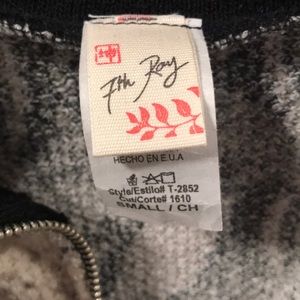 7th Ray
HECHO EN E.U.A
Style/Estilo# T-2852
Cut/Corte# 1610
SMALL / CH